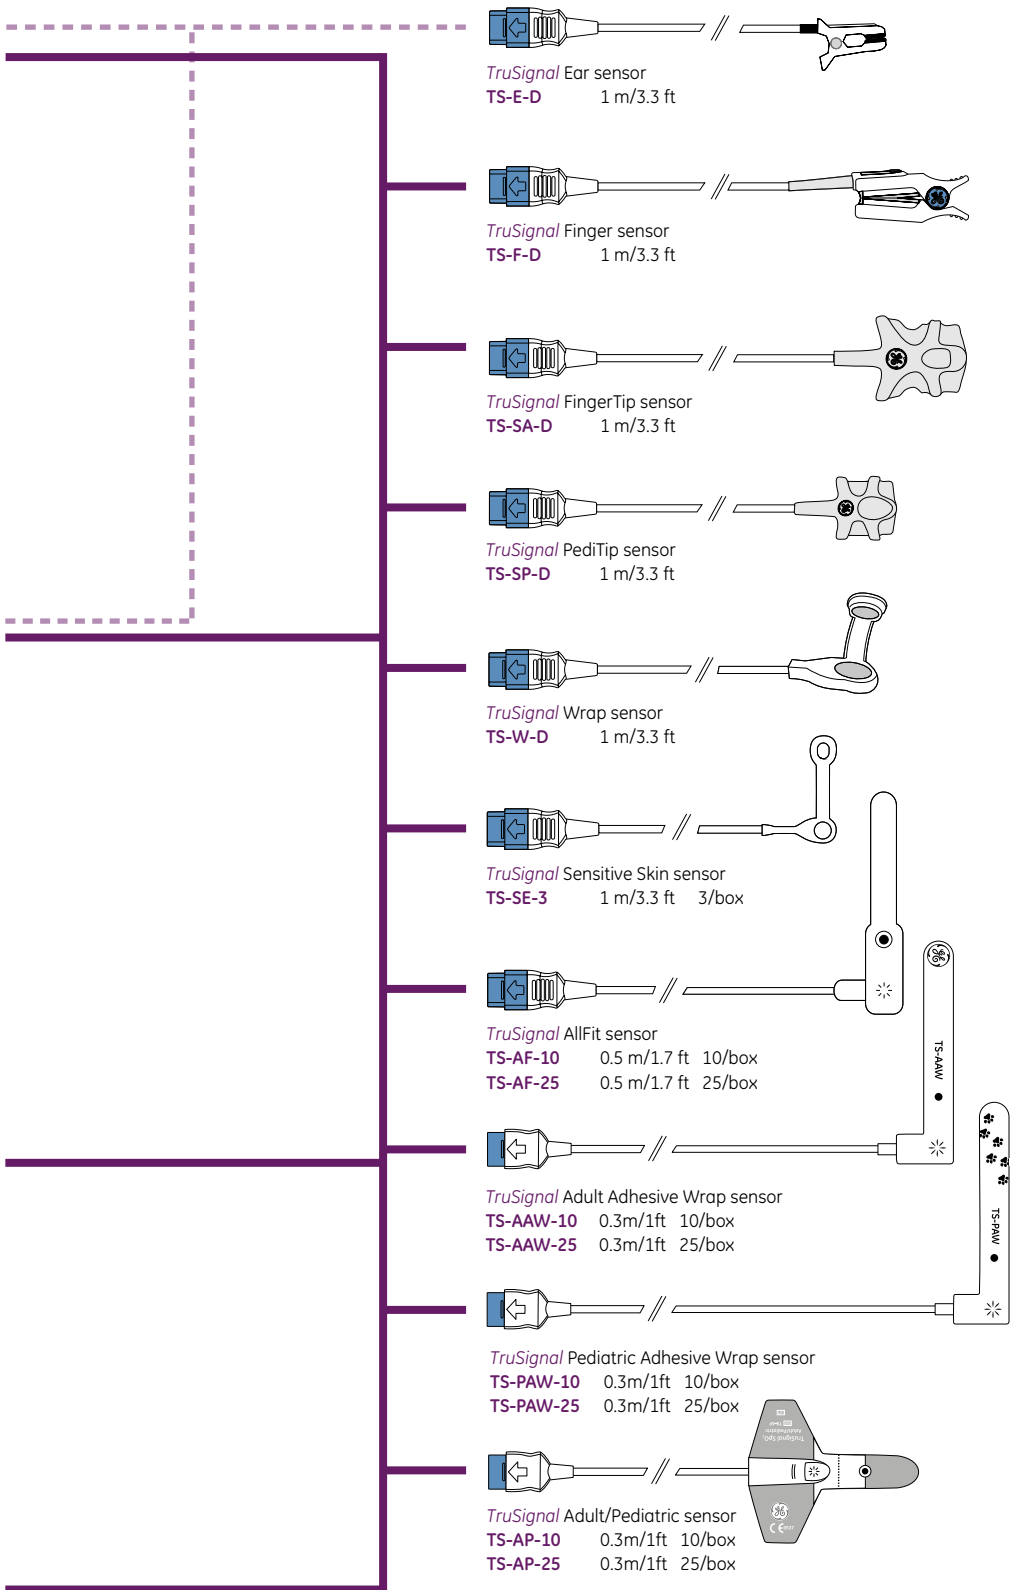 TruSignal Ear sensor
TS-E-D 1 m/3.3 ft
TruSignal Finger sensor
TS-F-D 1 m/3.3 ft
TruSignal FingerTip sensor
TS-SA-D 1 m/3.3 ft
TruSignal PediTip sensor
TS-SP-D 1 m/3.3 ft
TruSignal Wrap sensor
TS-W-D 1 m/3.3 ft
TruSignal Sensitive Skin sensor
TS-SE-3 1 m/3.3 ft 3/box
TruSignal AllFit sensor
TS-AF-10 0.5 m/1.7 ft 10/box
TS-AF-25 0.5 m/1.7 ft 25/box
TS-AAW
TruSignal Adult Adhesive Wrap sensor
TS-AAW-10 0.3m/1ft 10/box
TS-AAW-25 0.3m/1ft 25/box
TS-PAW
TruSignal Pediatric Adhesive Wrap sensor
TS-PAW-10 0.3m/1ft 10/box
TS-PAW-25 0.3m/1ft 25/box
TruSignal SpO₂
Adult/Pediatric
TS-AP
TruSignal Adult/Pediatric sensor
TS-AP-10 0.3m/1ft 10/box
TS-AP-25 0.3m/1ft 25/box